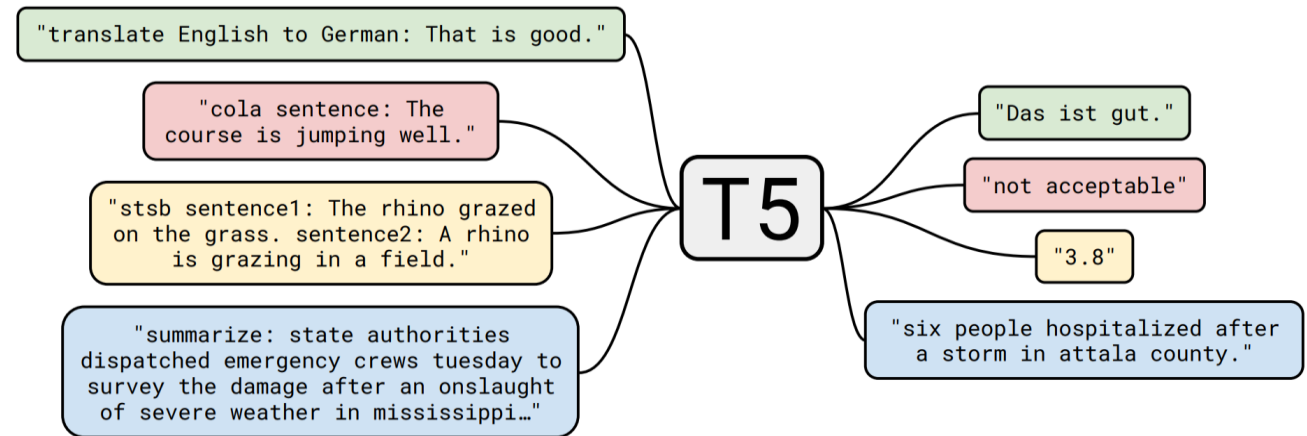 "translate English to German: That is good."
"cola sentence: The
course is jumping well."
"stsb sentence1: The rhino grazed
on the grass. sentence2: A rhino
is grazing in a field."
"summarize: state authorities
dispatched emergency crews tuesday to
survey the damage after an onslaught
of severe weather in mississippi…"
T5
"Das ist gut."
"not acceptable"
"3.8"
"six people hospitalized after
a storm in attala county."